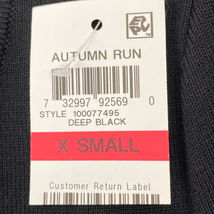 AUTUMN RUN
7 32997 92569 0
STYLE 100077495
DEEP BLACK
X SMALL
Customer Return Label